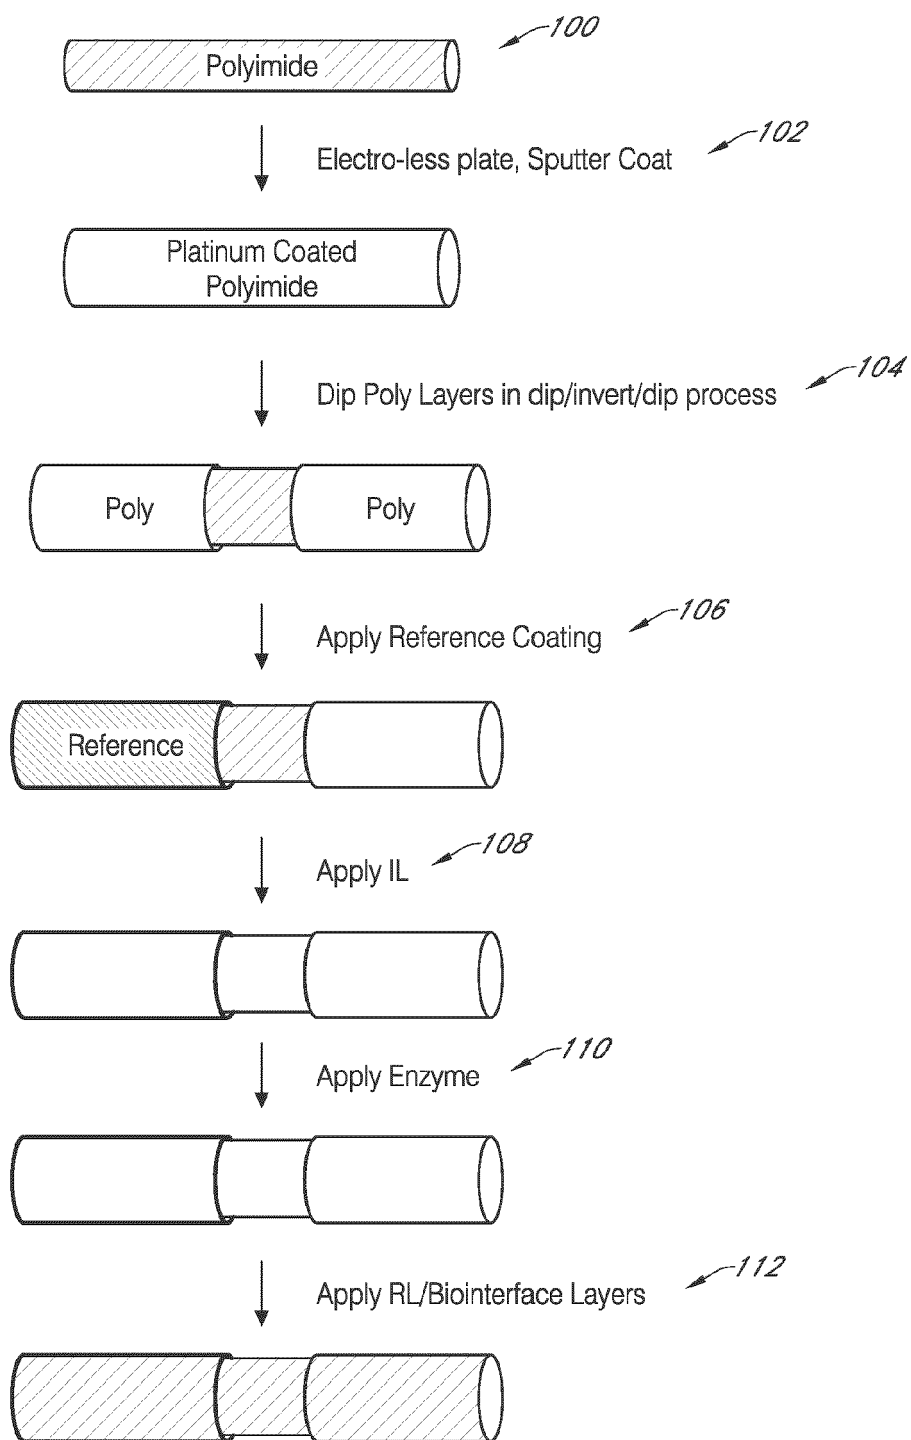 100
Polyimide
102
Electro-less plate, Sputter Coat
Platinum Coated
Polyimide
104
Dip Poly Layers in dip/invert/dip process
Poly Poly
106
Apply Reference Coating
Reference
108
Apply IL
110
Apply Enzyme
112
Apply RL/Biointerface Layers